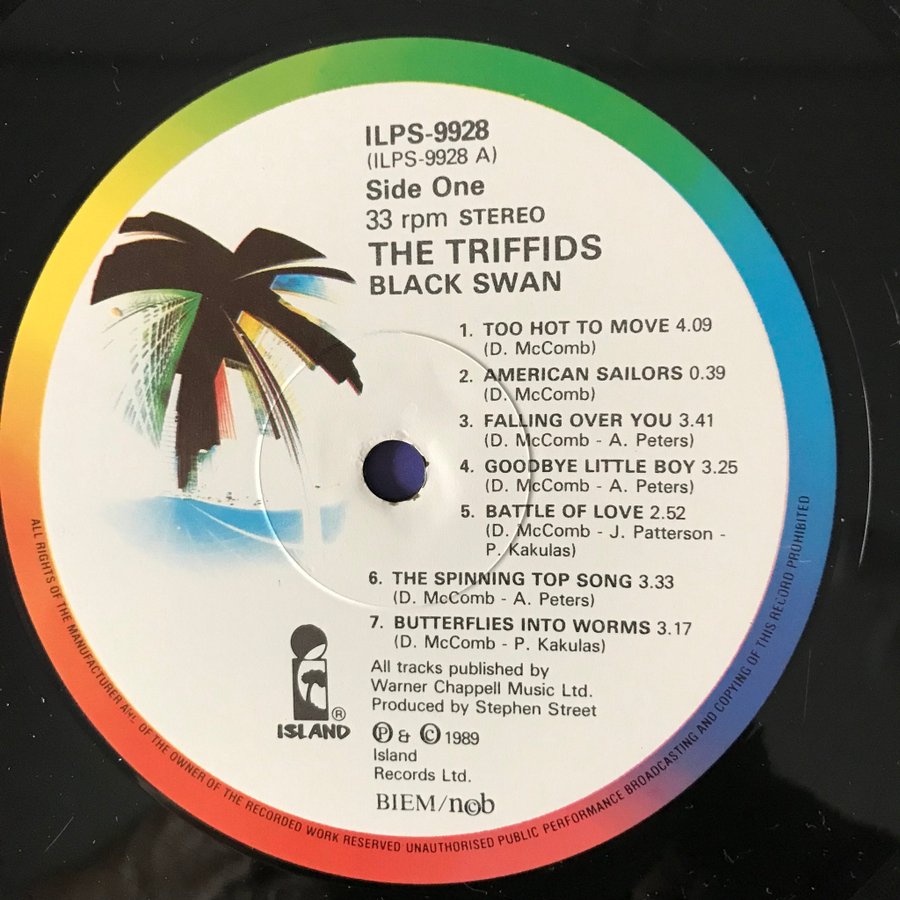 ILPS-9928
(ILPS-9928 A)
Side One
33 rpm STEREO
THE TRIFFIDS
BLACK SWAN
1. TOO HOT TO MOVE 4.09
(D. McComb)
2. AMERICAN SAILORS 0.39
(D. McComb)
3. FALLING OVER YOU 3.41
(D. McComb - A. Peters)
4. GOODBYE LITTLE BOY 3.25
(D. McComb - A. Peters)
5. BATTLE OF LOVE 2.52
(D. McComb - J. Patterson -
P. Kakulas)
6. THE SPINNING TOP SONG 3.33
(D. McComb - A. Peters)
7. BUTTERFLIES INTO WORMS 3.17
(D. McComb - P. Kakulas)
All tracks published by
Warner Chappell Music Ltd.
Produced by Stephen Street
℗ & © 1989
Island
Records Ltd.
BIEM/ncb
ISLAND ®
ALL RIGHTS OF THE MANUFACTURER AND OF THE OWNER OF THE RECORDED WORK RESERVED UNAUTHORISED PUBLIC PERFORMANCE BROADCASTING AND COPYING OF THIS RECORD PROHIBITED